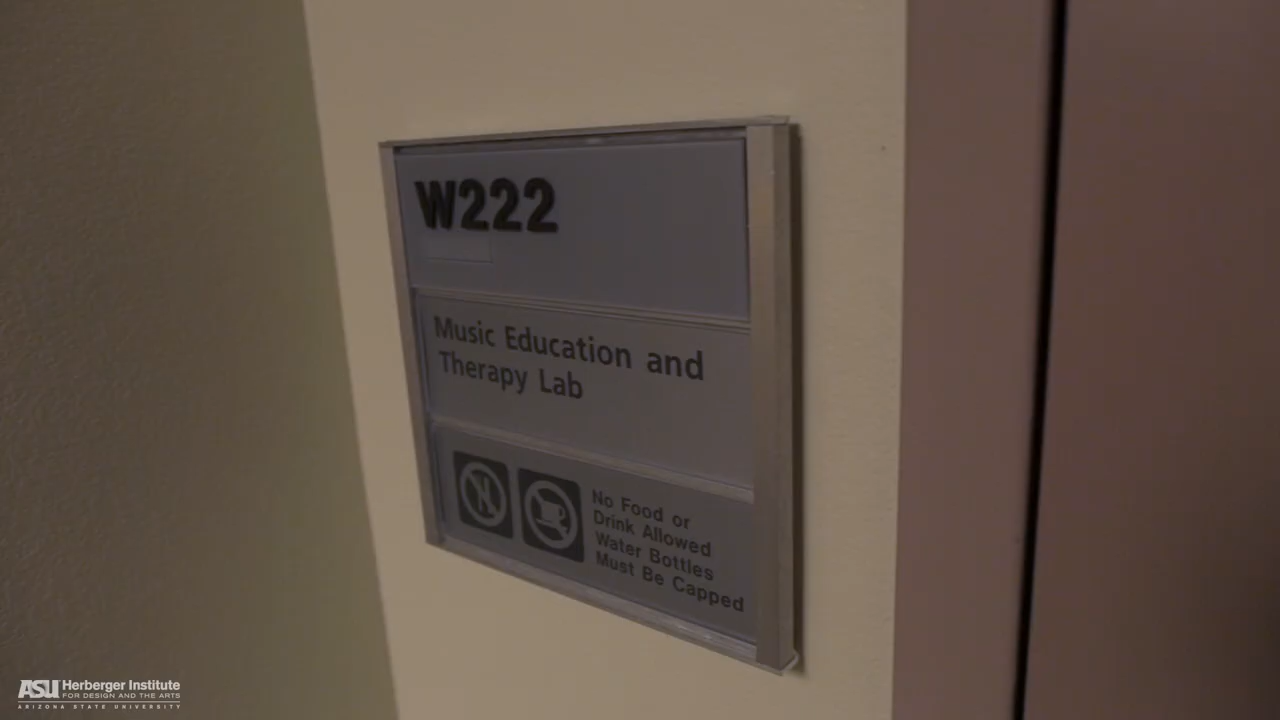 W222
Music Education and
Therapy Lab
No Food or
Drink Allowed
Water Bottles
Must Be Capped
ASU Herberger Institute
FOR DESIGN AND THE ARTS
ARIZONA STATE UNIVERSITY